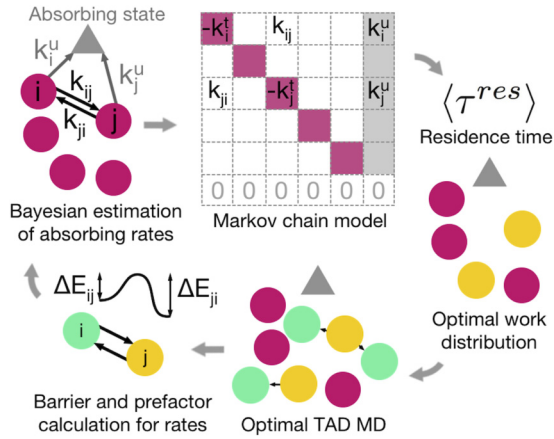 Absorbing state
k_i^u
k_j^u
i
k_ij
k_ji
j
Bayesian estimation
of absorbing rates
-k_i^t k_ij k_i^u
k_ji -k_j^t k_j^u
0 0 0 0 0 0
Markov chain model
⟨τ^res⟩
Residence time
Optimal work
distribution
Optimal TAD MD
ΔE_ij ΔE_ji
i
j
Barrier and prefactor
calculation for rates